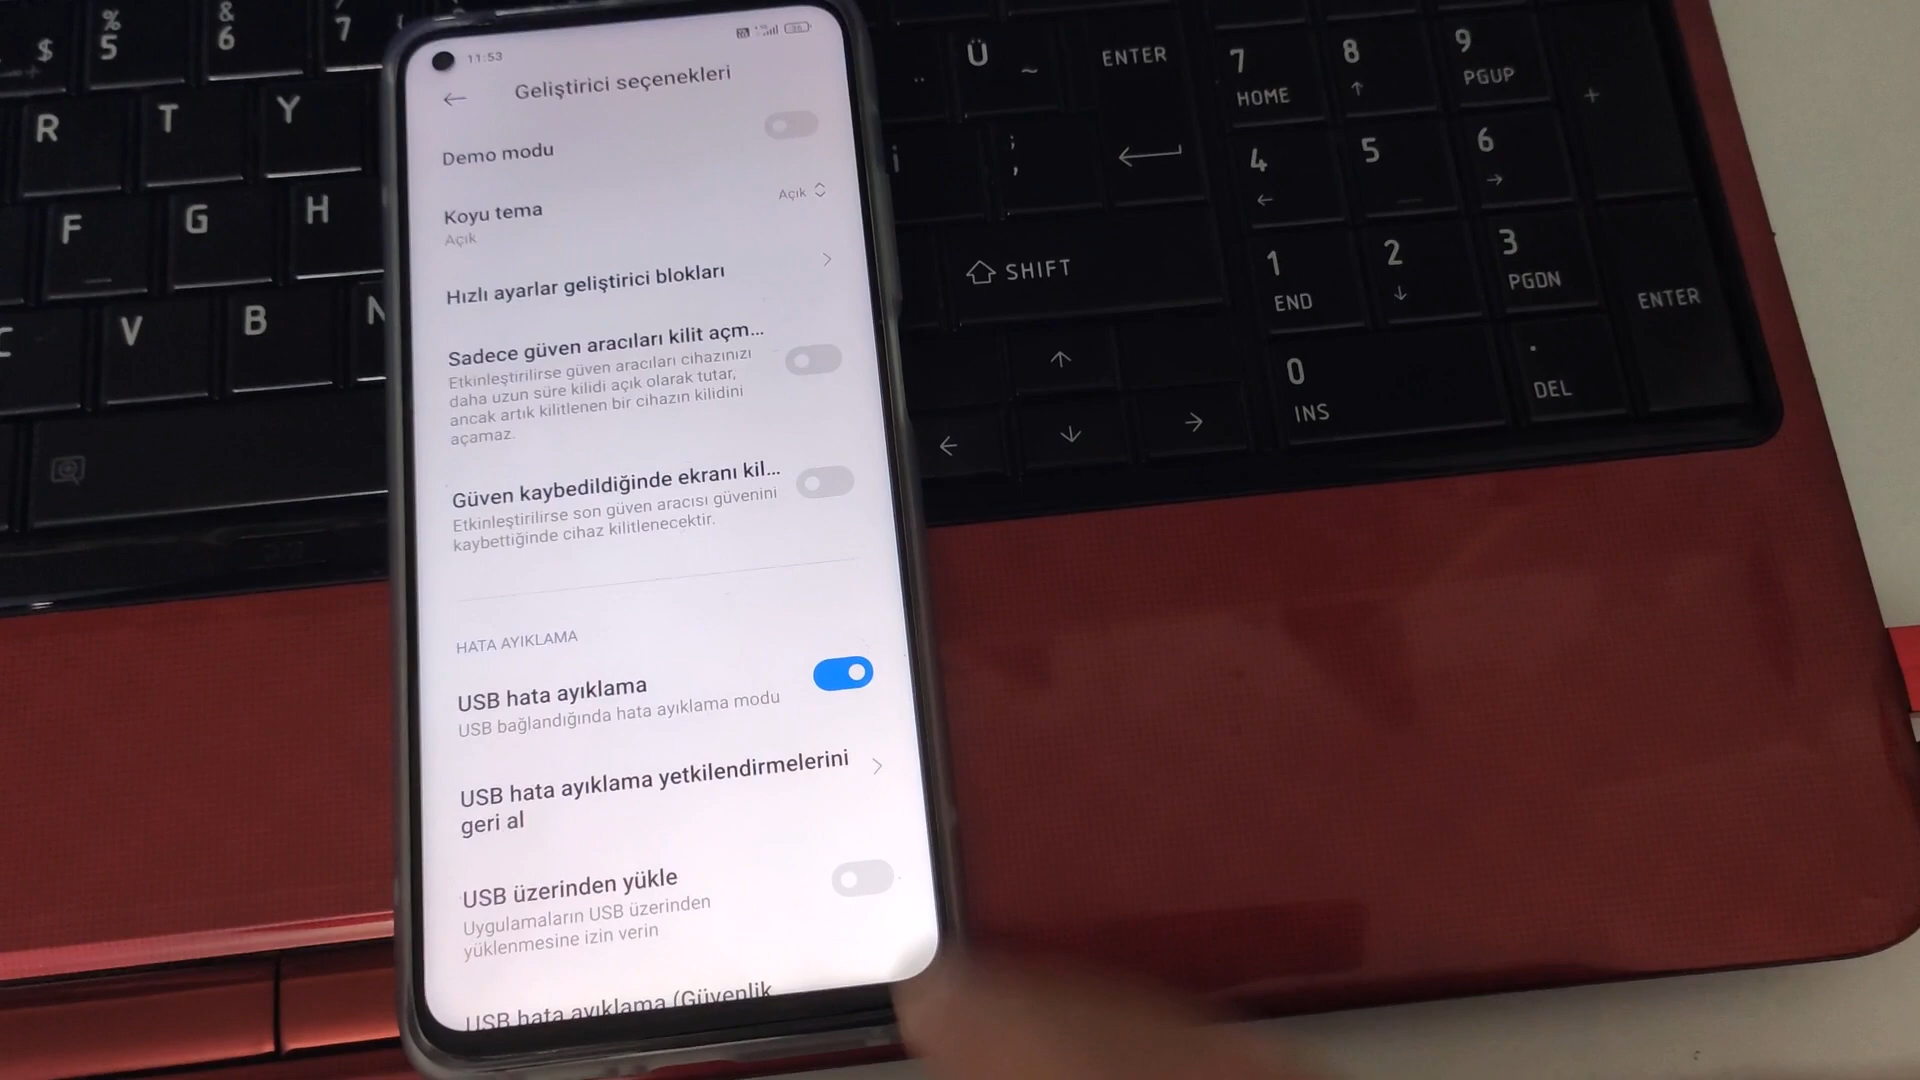 11:53
Geliştirici seçenekleri
Demo modu
Koyu tema
Açık
Açık
Hızlı ayarlar geliştirici blokları
Sadece güven aracıları kilit açm...
Etkinleştirilirse güven aracıları cihazınızı
daha uzun süre kilidi açık olarak tutar,
ancak artık kilitlenen bir cihazın kilidini
açamaz.
Güven kaybedildiğinde ekranı kil...
Etkinleştirilirse son güven aracısı güvenini
kaybettiğinde cihaz kilitlenecektir.
HATA AYIKLAMA
USB hata ayıklama
USB bağlandığında hata ayıklama modu
USB hata ayıklama yetkilendirmelerini
geri al
USB üzerinden yükle
Uygulamaların USB üzerinden
yüklenmesine izin verin
USB hata ayıklama (Güvenlik
$
% 5
& 6
7
R
T
Y
F
G
H
V
B
N
Ü
~
ENTER
i
;
,
SHIFT
7 HOME
8 ↑
9 PGUP
+
4 ←
5
6 →
1 END
2 ↓
3 PGDN
ENTER
0 INS
. DEL
↑
←
↓
→